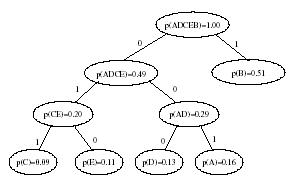 p(ADCEB)=1.00
0
1
p(ADCE)=0.49
p(B)=0.51
1
0
p(CE)=0.20
p(AD)=0.29
1
0
0
1
p(C)=0.09
p(E)=0.11
p(D)=0.13
p(A)=0.16